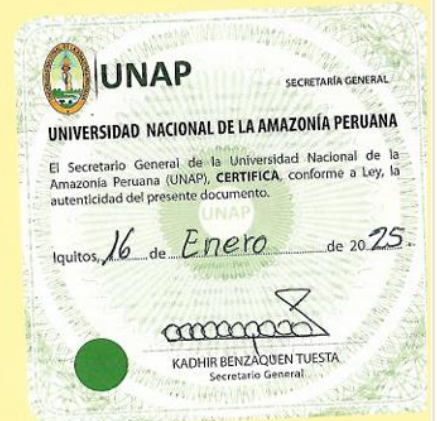 UNAP
SECRETARÍA GENERAL
UNIVERSIDAD NACIONAL DE LA AMAZONÍA PERUANA
El Secretario General de la Universidad Nacional de la
Amazonía Peruana (UNAP), CERTIFICA, conforme a Ley, la
autenticidad del presente documento.
UNAP
Iquitos, 16 de Enero de 2025.
KADHIR BENZAQUEN TUESTA
Secretario General